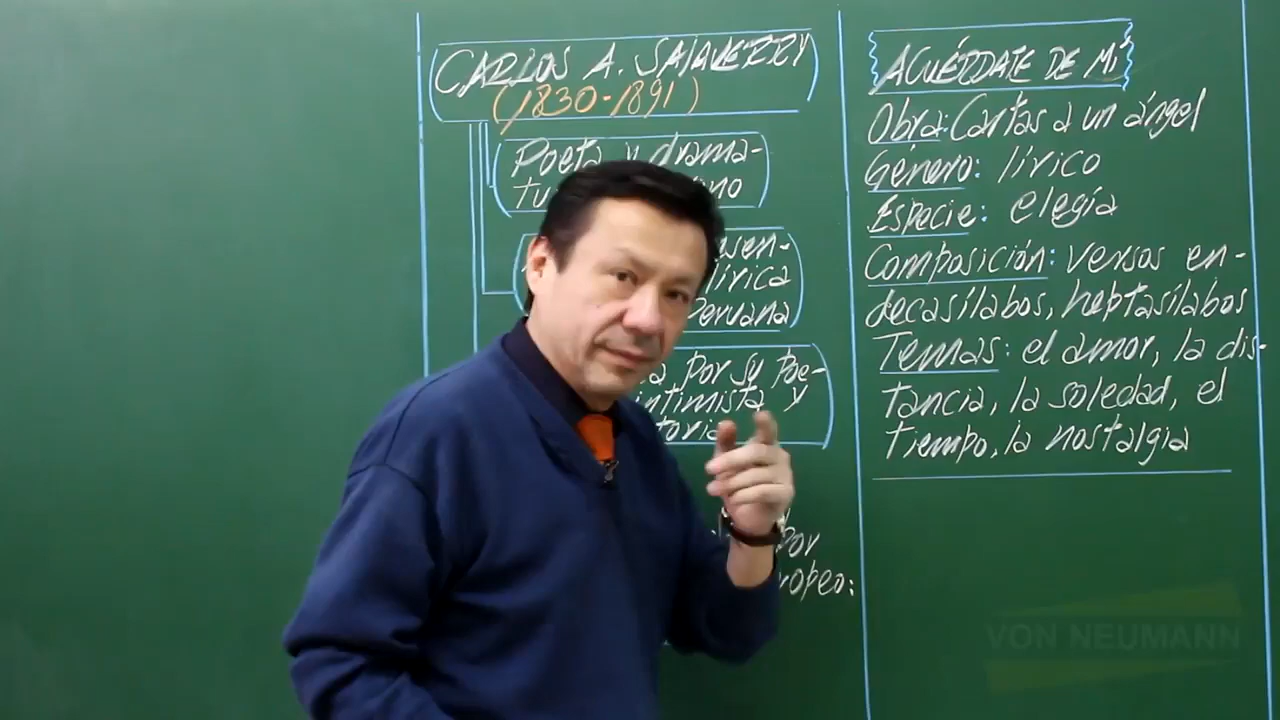 CARLOS A. SALAVERRY
(1830-1891)
Poeta y drama-
lírica
Peruana
por su poe-
intimista y
por
ropeo:
ACUÉRDATE DE MÍ
Obra: Cartas a un ángel
Género: lírico
Especie: elegía
Composición: versos en-
decasílabos, heptasílabos
Temas: el amor, la dis-
tancia, la soledad, el
tiempo, la nostalgia
VON NEUMANN